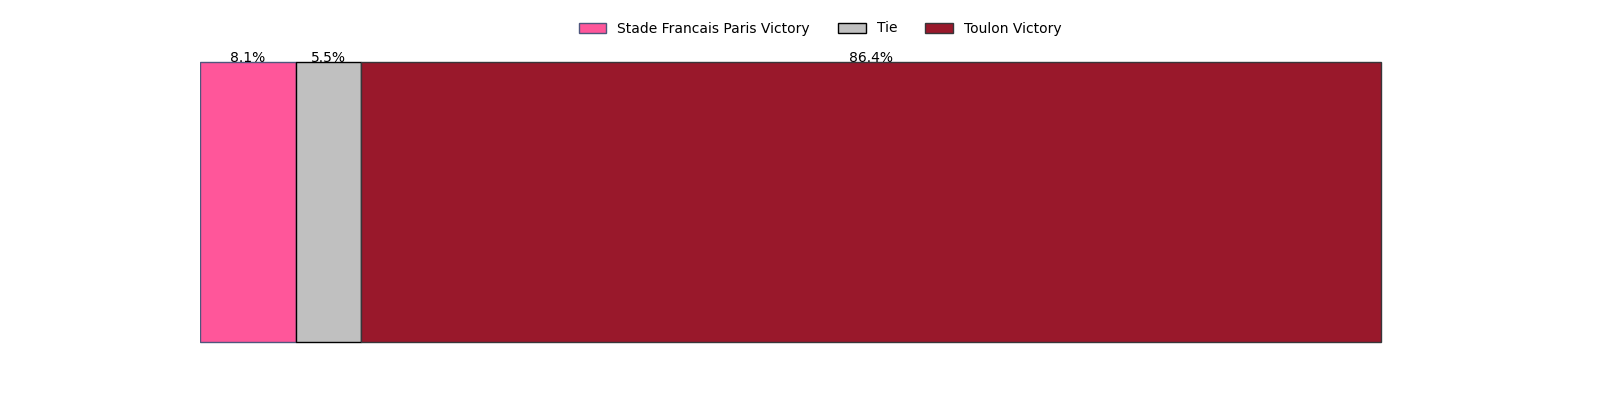 Stade Francais Paris Victory Tie Toulon Victory
8.1% 5.5% 86.4%